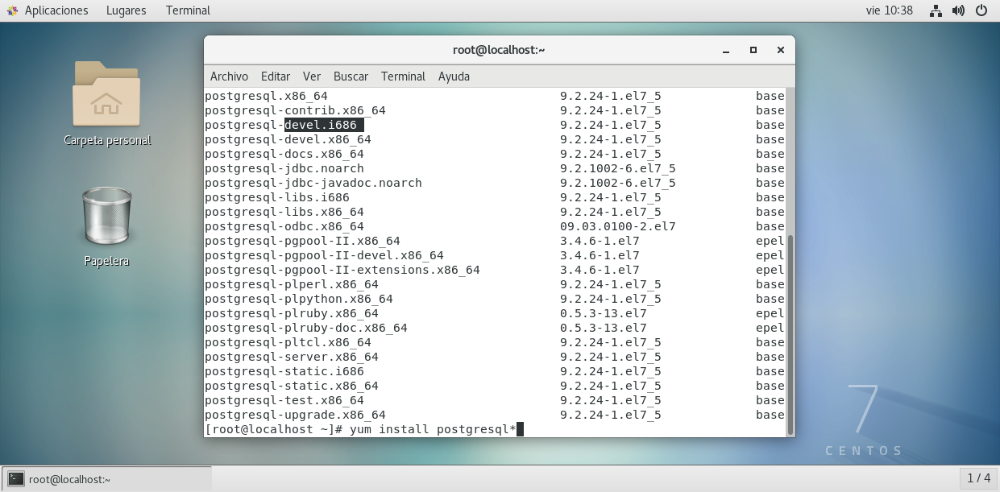 Aplicaciones Lugares Terminal vie 10:38
root@localhost:~
Archivo Editar Ver Buscar Terminal Ayuda
postgresql.x86_64 9.2.24-1.el7_5 base
postgresql-contrib.x86_64 9.2.24-1.el7_5 base
postgresql-devel.i686 9.2.24-1.el7_5 base
postgresql-devel.x86_64 9.2.24-1.el7_5 base
postgresql-docs.x86_64 9.2.24-1.el7_5 base
postgresql-jdbc.noarch 9.2.1002-6.el7_5 base
postgresql-jdbc-javadoc.noarch 9.2.1002-6.el7_5 base
postgresql-libs.i686 9.2.24-1.el7_5 base
postgresql-libs.x86_64 9.2.24-1.el7_5 base
postgresql-odbc.x86_64 09.03.0100-2.el7 base
postgresql-pgpool-II.x86_64 3.4.6-1.el7 epel
postgresql-pgpool-II-devel.x86_64 3.4.6-1.el7 epel
postgresql-pgpool-II-extensions.x86_64 3.4.6-1.el7 epel
postgresql-plperl.x86_64 9.2.24-1.el7_5 base
postgresql-plpython.x86_64 9.2.24-1.el7_5 base
postgresql-plruby.x86_64 0.5.3-13.el7 epel
postgresql-plruby-doc.x86_64 0.5.3-13.el7 epel
postgresql-pltcl.x86_64 9.2.24-1.el7_5 base
postgresql-server.x86_64 9.2.24-1.el7_5 base
postgresql-static.i686 9.2.24-1.el7_5 base
postgresql-static.x86_64 9.2.24-1.el7_5 base
postgresql-test.x86_64 9.2.24-1.el7_5 base
postgresql-upgrade.x86_64 9.2.24-1.el7_5 base
[root@localhost ~]# yum install postgresql*
Carpeta personal
Papelera
7
CENTOS
root@localhost:~ 1 / 4